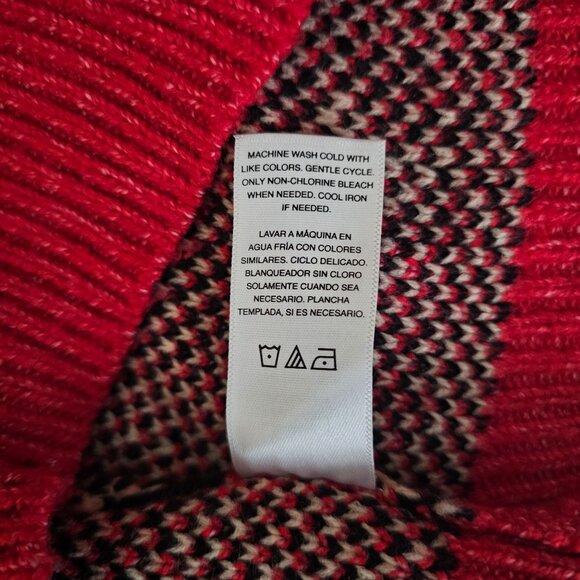 MACHINE WASH COLD WITH
LIKE COLORS. GENTLE CYCLE.
ONLY NON-CHLORINE BLEACH
WHEN NEEDED. COOL IRON
IF NEEDED.
LAVAR A MÁQUINA EN
AGUA FRÍA CON COLORES
SIMILARES. CICLO DELICADO.
BLANQUEADOR SIN CLORO
SOLAMENTE CUANDO SEA
NECESARIO. PLANCHA
TEMPLADA, SI ES NECESARIO.